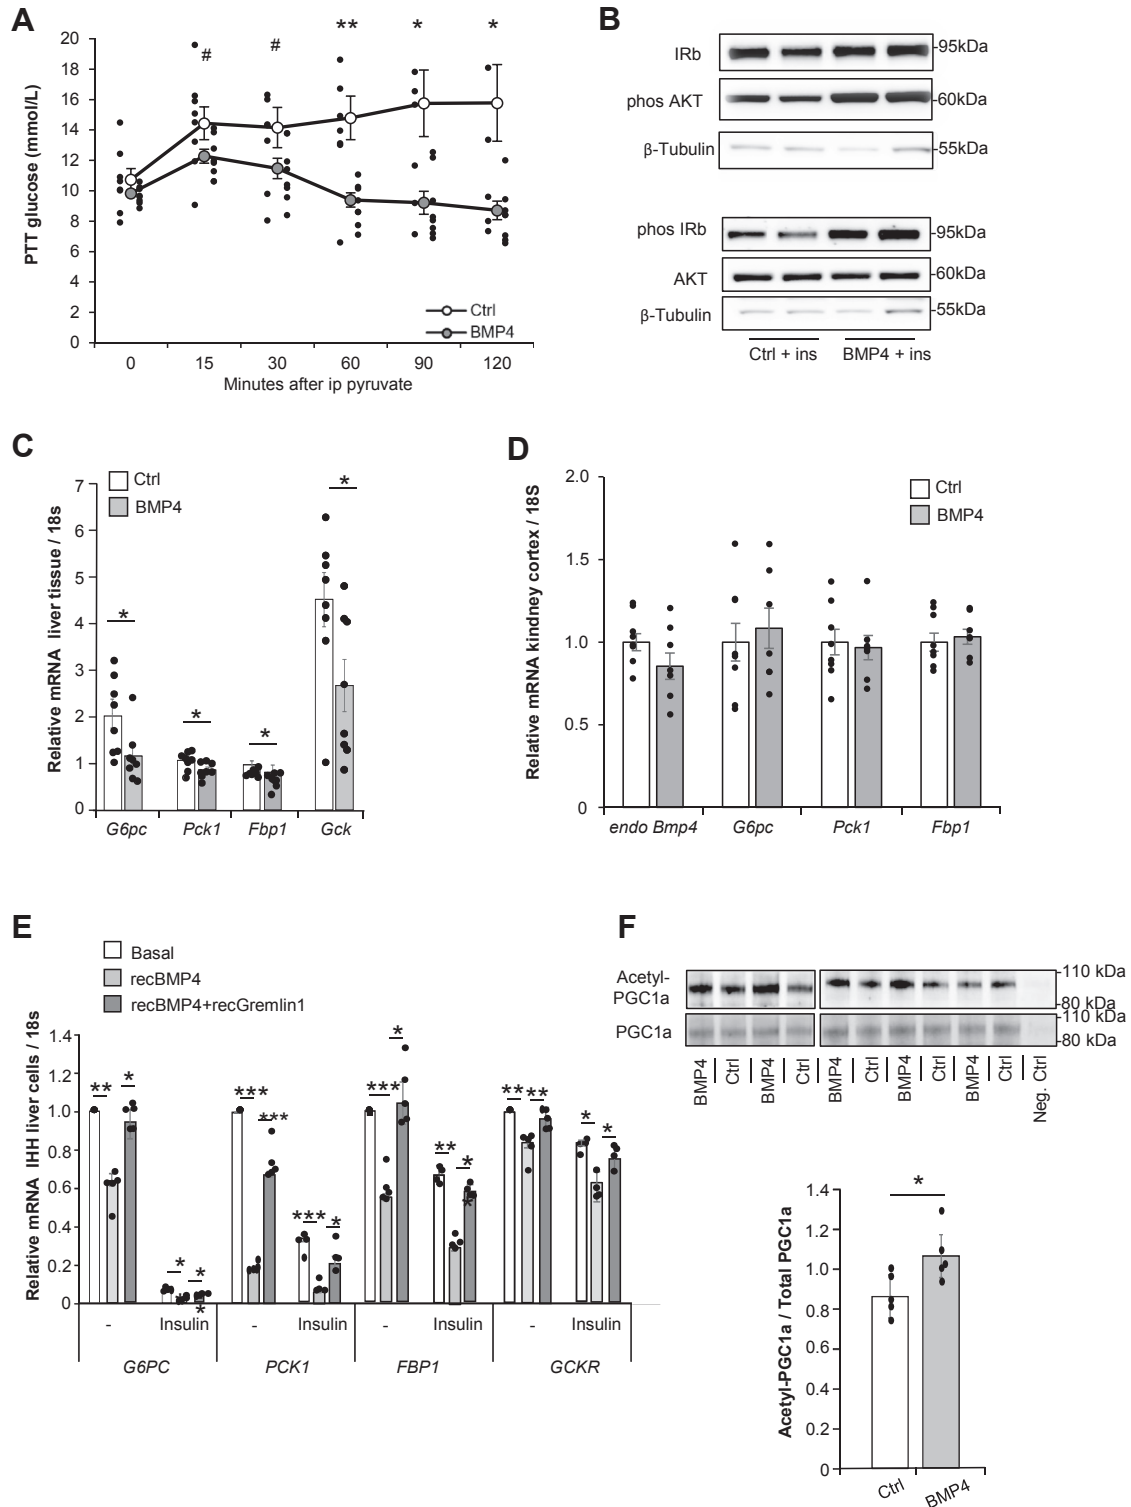 A
** * *
# #
20
18
16
14
12
10
8
6
4
2
0
PTT glucose (mmol/L)
Ctrl
BMP4
0 15 30 60 90 120
Minutes after ip pyruvate
B
IRb -95kDa
phos AKT -60kDa
β-Tubulin -55kDa
phos IRb -95kDa
AKT -60kDa
β-Tubulin -55kDa
Ctrl + ins BMP4 + ins
C
Ctrl
BMP4
7
6
5
4
3
2
1
0
Relative mRNA liver tissue / 18s
* * * *
G6pc Pck1 Fbp1 Gck
D
2.0
1.5
1.0
0.5
0
Relative mRNA kindney cortex / 18S
Ctrl
BMP4
endo Bmp4 G6pc Pck1 Fbp1
E
Basal
recBMP4
recBMP4+recGremlin1
1.4
1.2
1.0
0.8
0.6
0.4
0.2
0
Relative mRNA IHH liver cells / 18s
** * *** *** *** * ** **
* * * *** * ** * * * *
- Insulin - Insulin - Insulin - Insulin
G6PC PCK1 FBP1 GCKR
F
Acetyl-
PGC1a
-110 kDa
-80 kDa
PGC1a
-110 kDa
-80 kDa
BMP4 Ctrl BMP4 Ctrl BMP4 Ctrl BMP4 Ctrl BMP4 Ctrl Neg. Ctrl
1.4
1.2
1.0
0.8
0.6
0.4
0.2
0
Acetyl-PGC1a / Total PGC1a
*
Ctrl BMP4